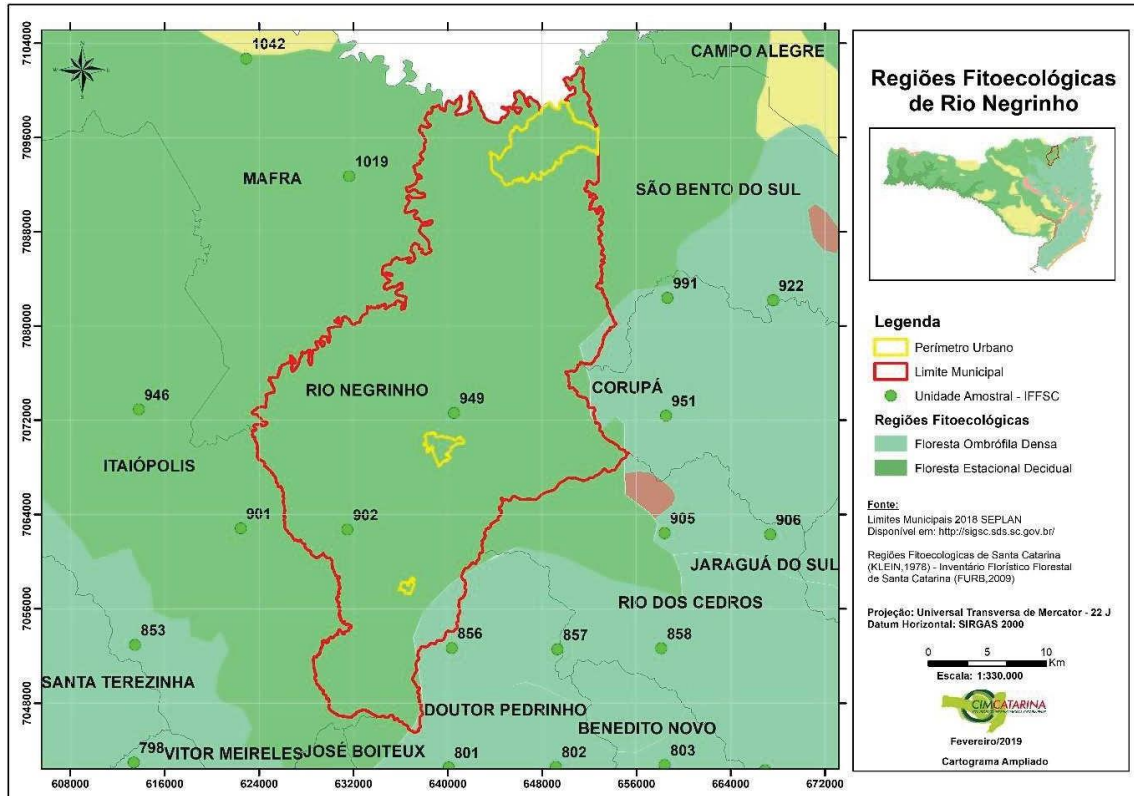 7104000
7096000
7088000
7080000
7072000
7064000
7056000
7048000
1042
CAMPO ALEGRE
1019
MAFRA
SÃO BENTO DO SUL
991
922
RIO NEGRINHO
CORUPÁ
946
949
951
ITAIÓPOLIS
901
902
905
906
JARAGUÁ DO SUL
RIO DOS CEDROS
853
856
857
858
SANTA TEREZINHA
DOUTOR PEDRINHO
BENEDITO NOVO
798
VITOR MEIRELES
JOSÉ BOITEUX
801
802
803
608000
616000
624000
632000
640000
648000
656000
664000
672000
Regiões Fitoecológicas
de Rio Negrinho
Legenda
Perímetro Urbano
Limite Municipal
Unidade Amostral - IFFSC
Regiões Fitoecológicas
Floresta Ombrófila Densa
Floresta Estacional Decidual
Fonte:
Limites Municipais 2018 SEPLAN
Disponível em: http://sigsc.sds.sc.gov.br/
Regiões Fitoecologicas de Santa Catarina
(KLEIN,1978) - Inventário Florístico Florestal
de Santa Catarina (FURB,2009)
Projeção: Universal Transversa de Mercator - 22 J
Datum Horizontal: SIRGAS 2000
0 5 10
Km
Escala: 1:330.000
CIMCATARINA
Fevereiro/2019
Cartograma Ampliado